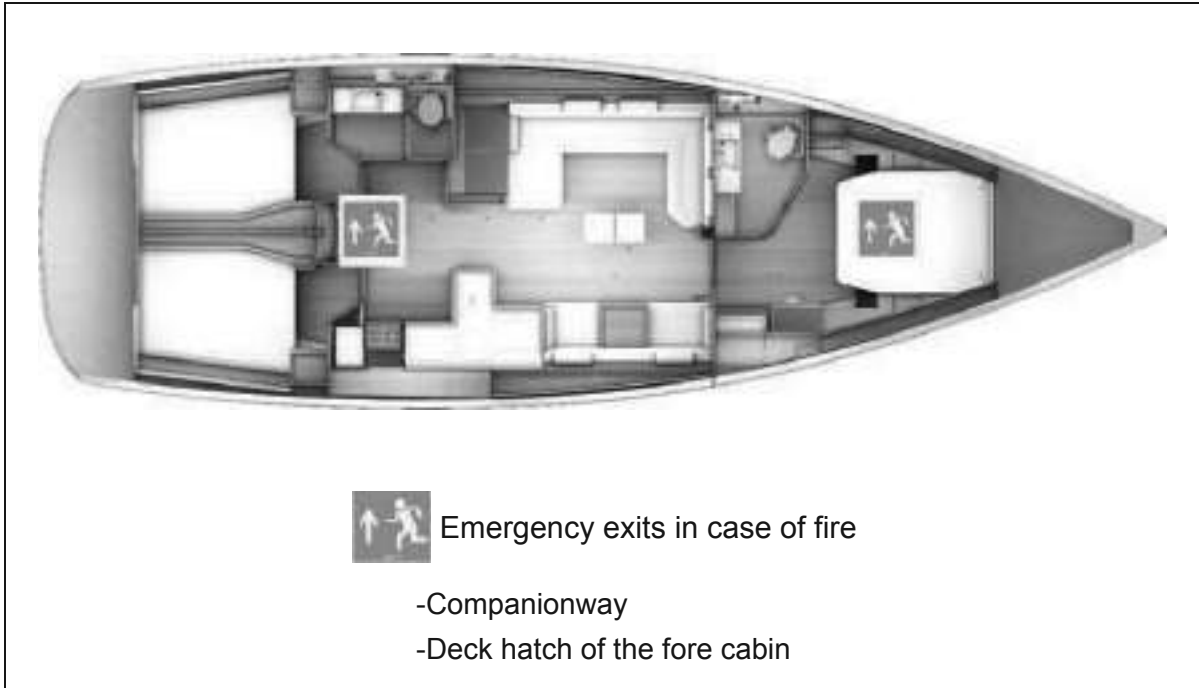 Emergency exits in case of fire
-Companionway
-Deck hatch of the fore cabin